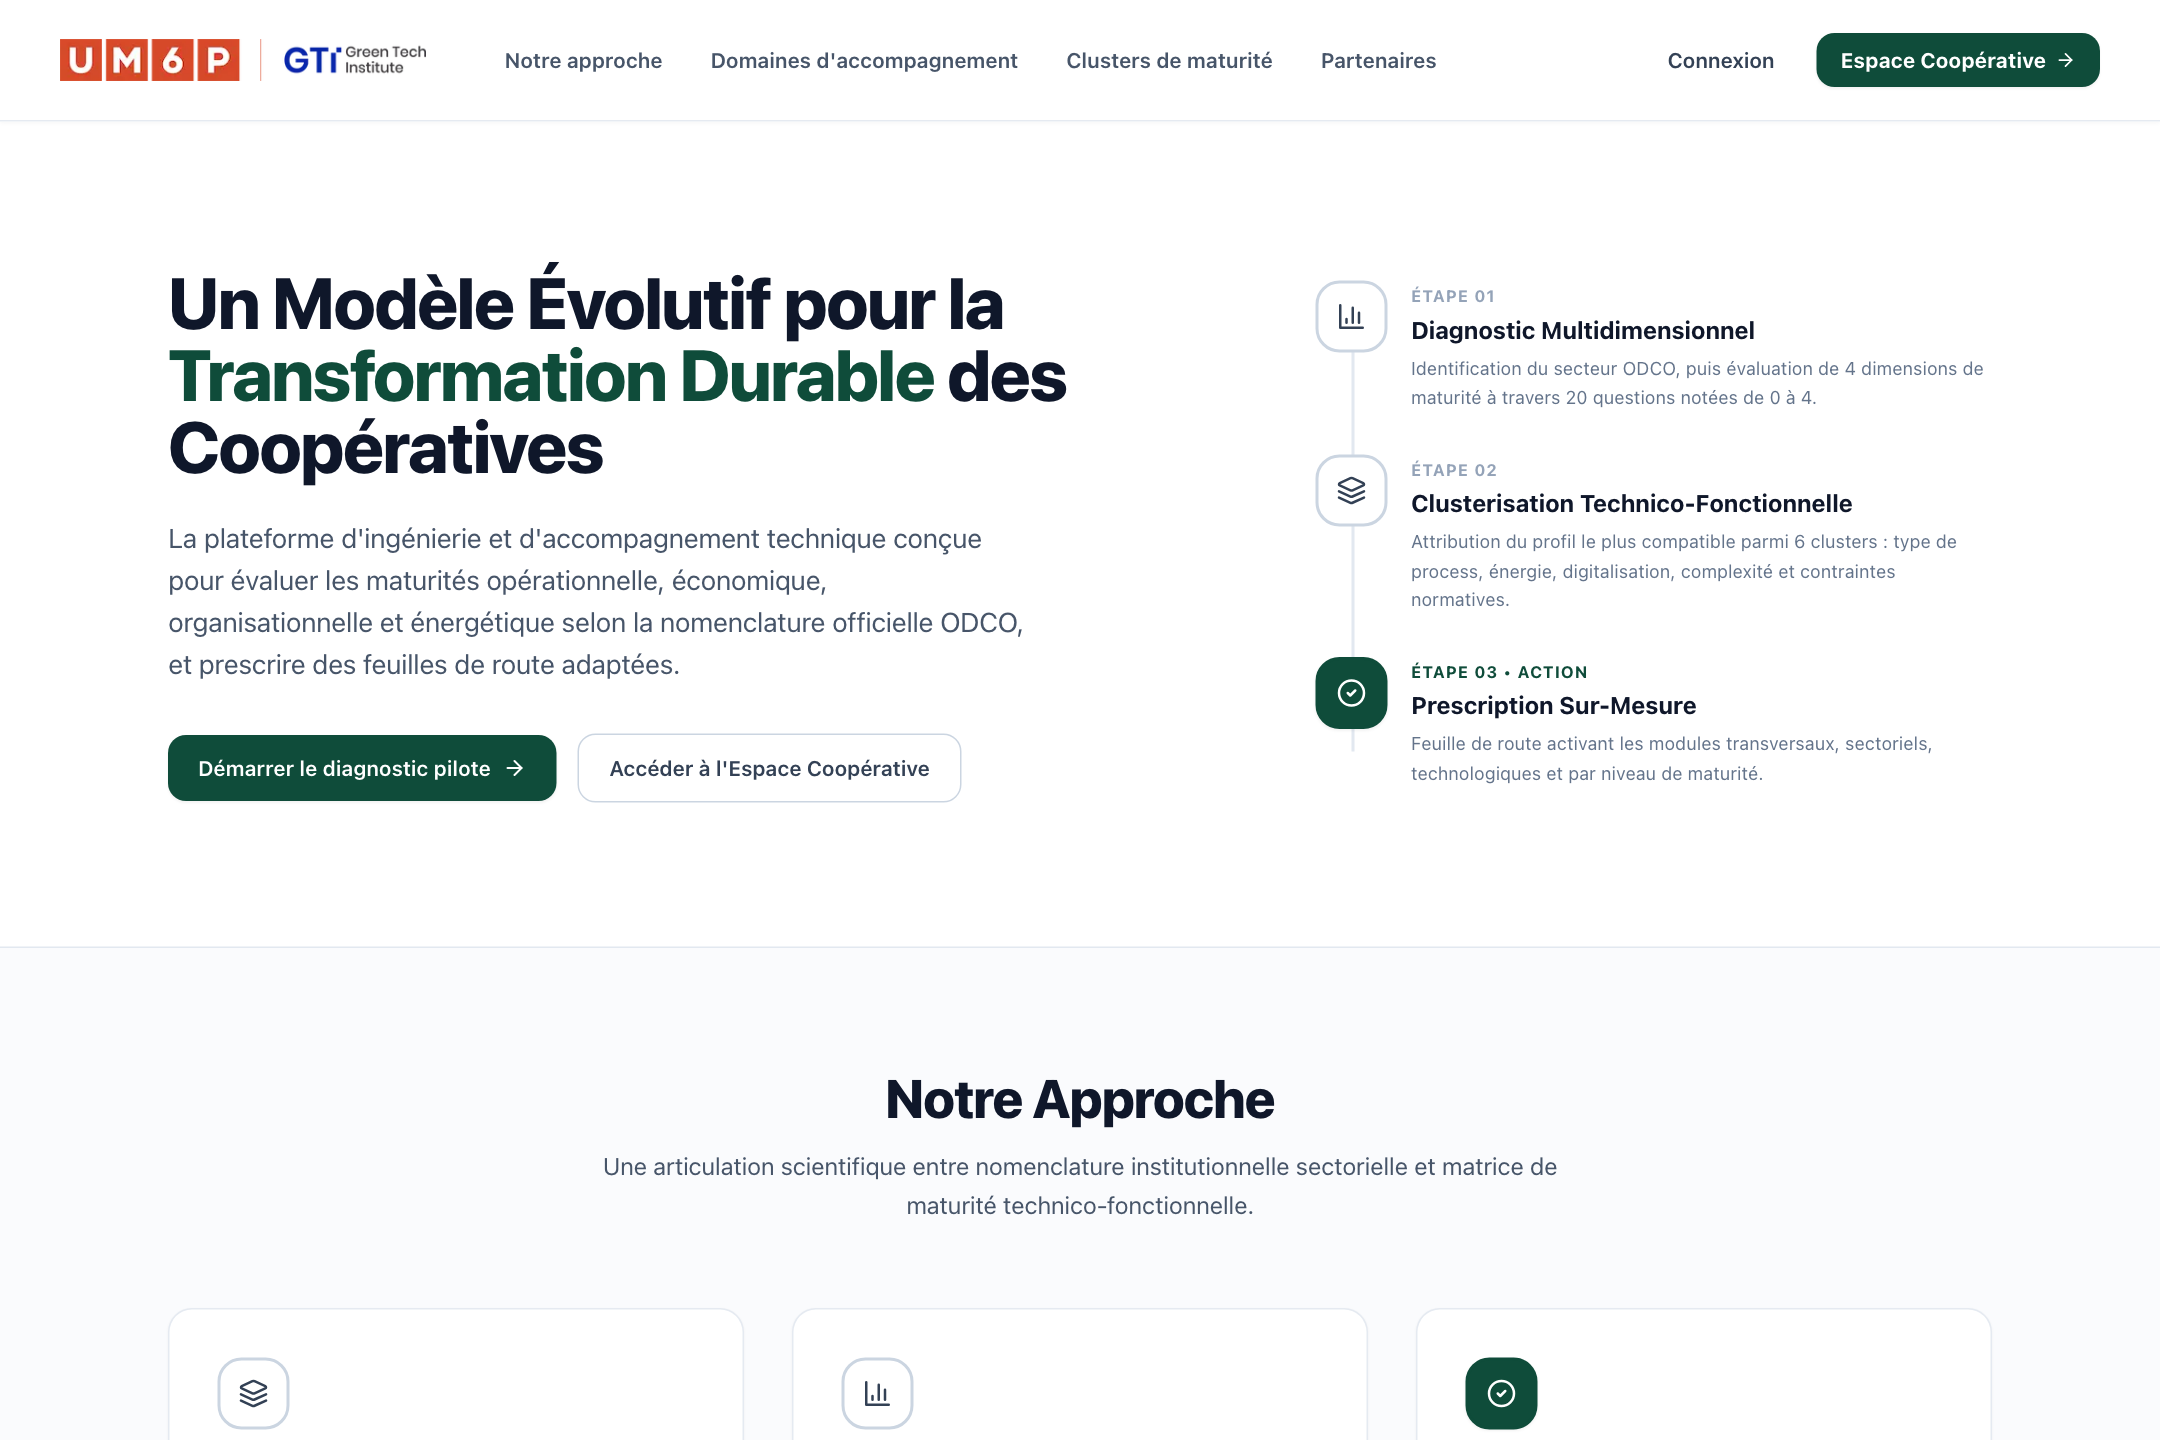 UM6P
GTi Green Tech
Institute
Notre approche
Domaines d'accompagnement
Clusters de maturité
Partenaires
Connexion
Espace Coopérative →
Un Modèle Évolutif pour la
Transformation Durable des
Coopératives
La plateforme d'ingénierie et d'accompagnement technique conçue
pour évaluer les maturités opérationnelle, économique,
organisationnelle et énergétique selon la nomenclature officielle ODCO,
et prescrire des feuilles de route adaptées.
Démarrer le diagnostic pilote →
Accéder à l'Espace Coopérative
ÉTAPE 01
Diagnostic Multidimensionnel
Identification du secteur ODCO, puis évaluation de 4 dimensions de
maturité à travers 20 questions notées de 0 à 4.
ÉTAPE 02
Clusterisation Technico-Fonctionnelle
Attribution du profil le plus compatible parmi 6 clusters : type de
process, énergie, digitalisation, complexité et contraintes
normatives.
ÉTAPE 03 • ACTION
Prescription Sur-Mesure
Feuille de route activant les modules transversaux, sectoriels,
technologiques et par niveau de maturité.
Notre Approche
Une articulation scientifique entre nomenclature institutionnelle sectorielle et matrice de
maturité technico-fonctionnelle.